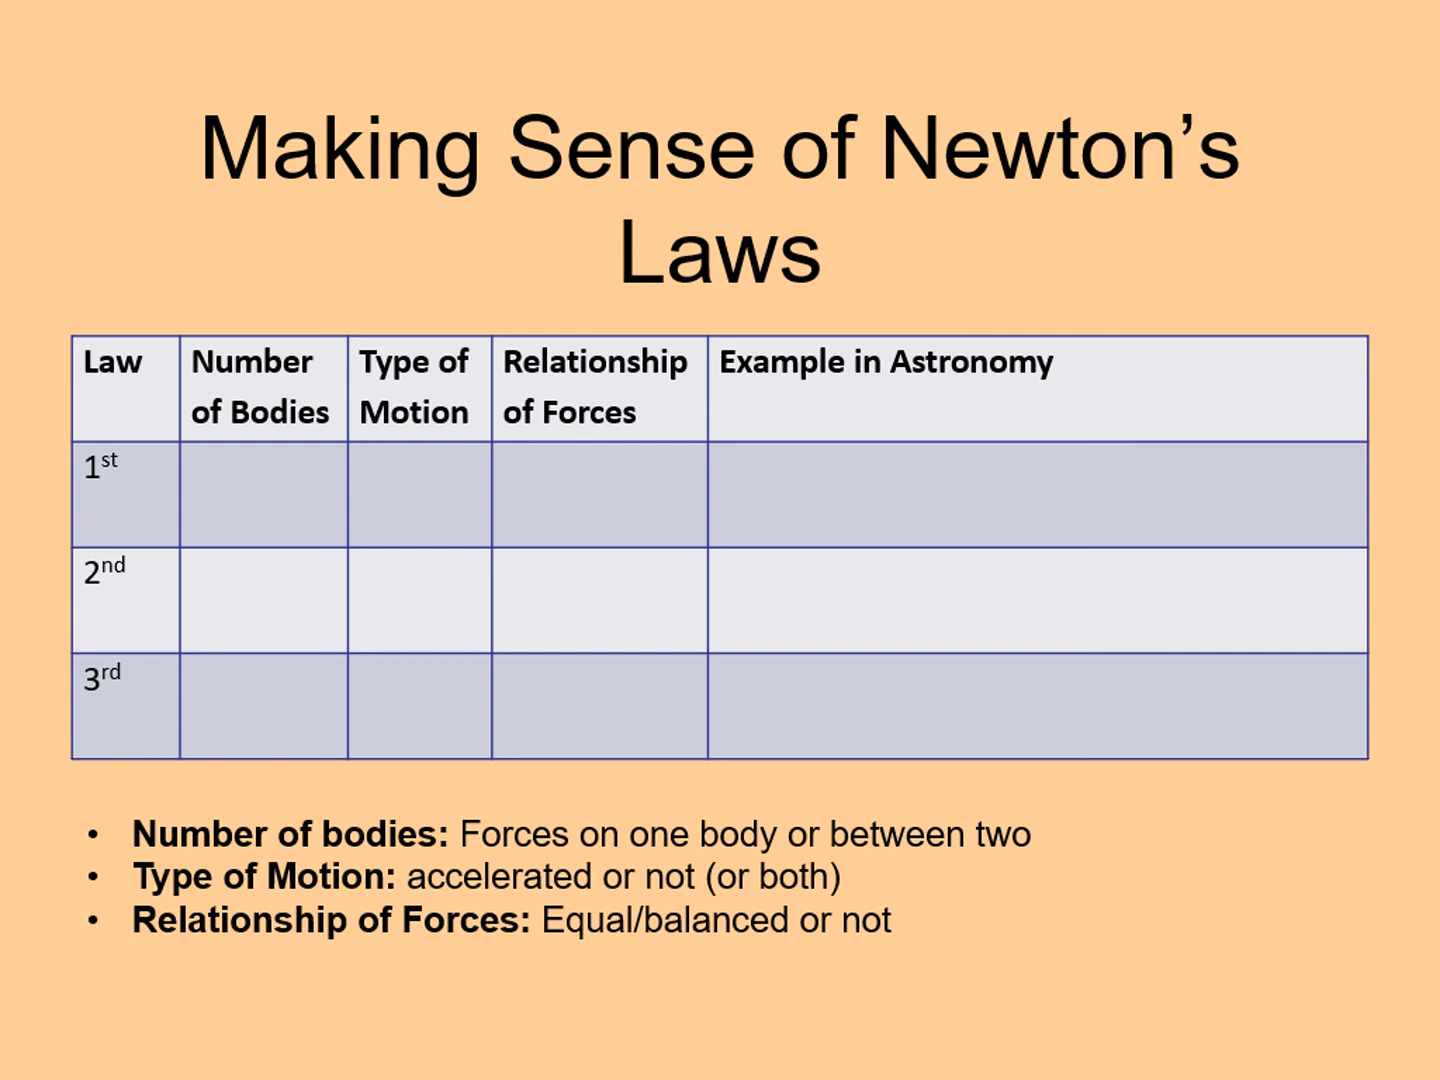 Making Sense of Newton’s
Laws
Law Number of Bodies Type of Motion Relationship of Forces Example in Astronomy
1st
2nd
3rd
• Number of bodies: Forces on one body or between two
• Type of Motion: accelerated or not (or both)
• Relationship of Forces: Equal/balanced or not